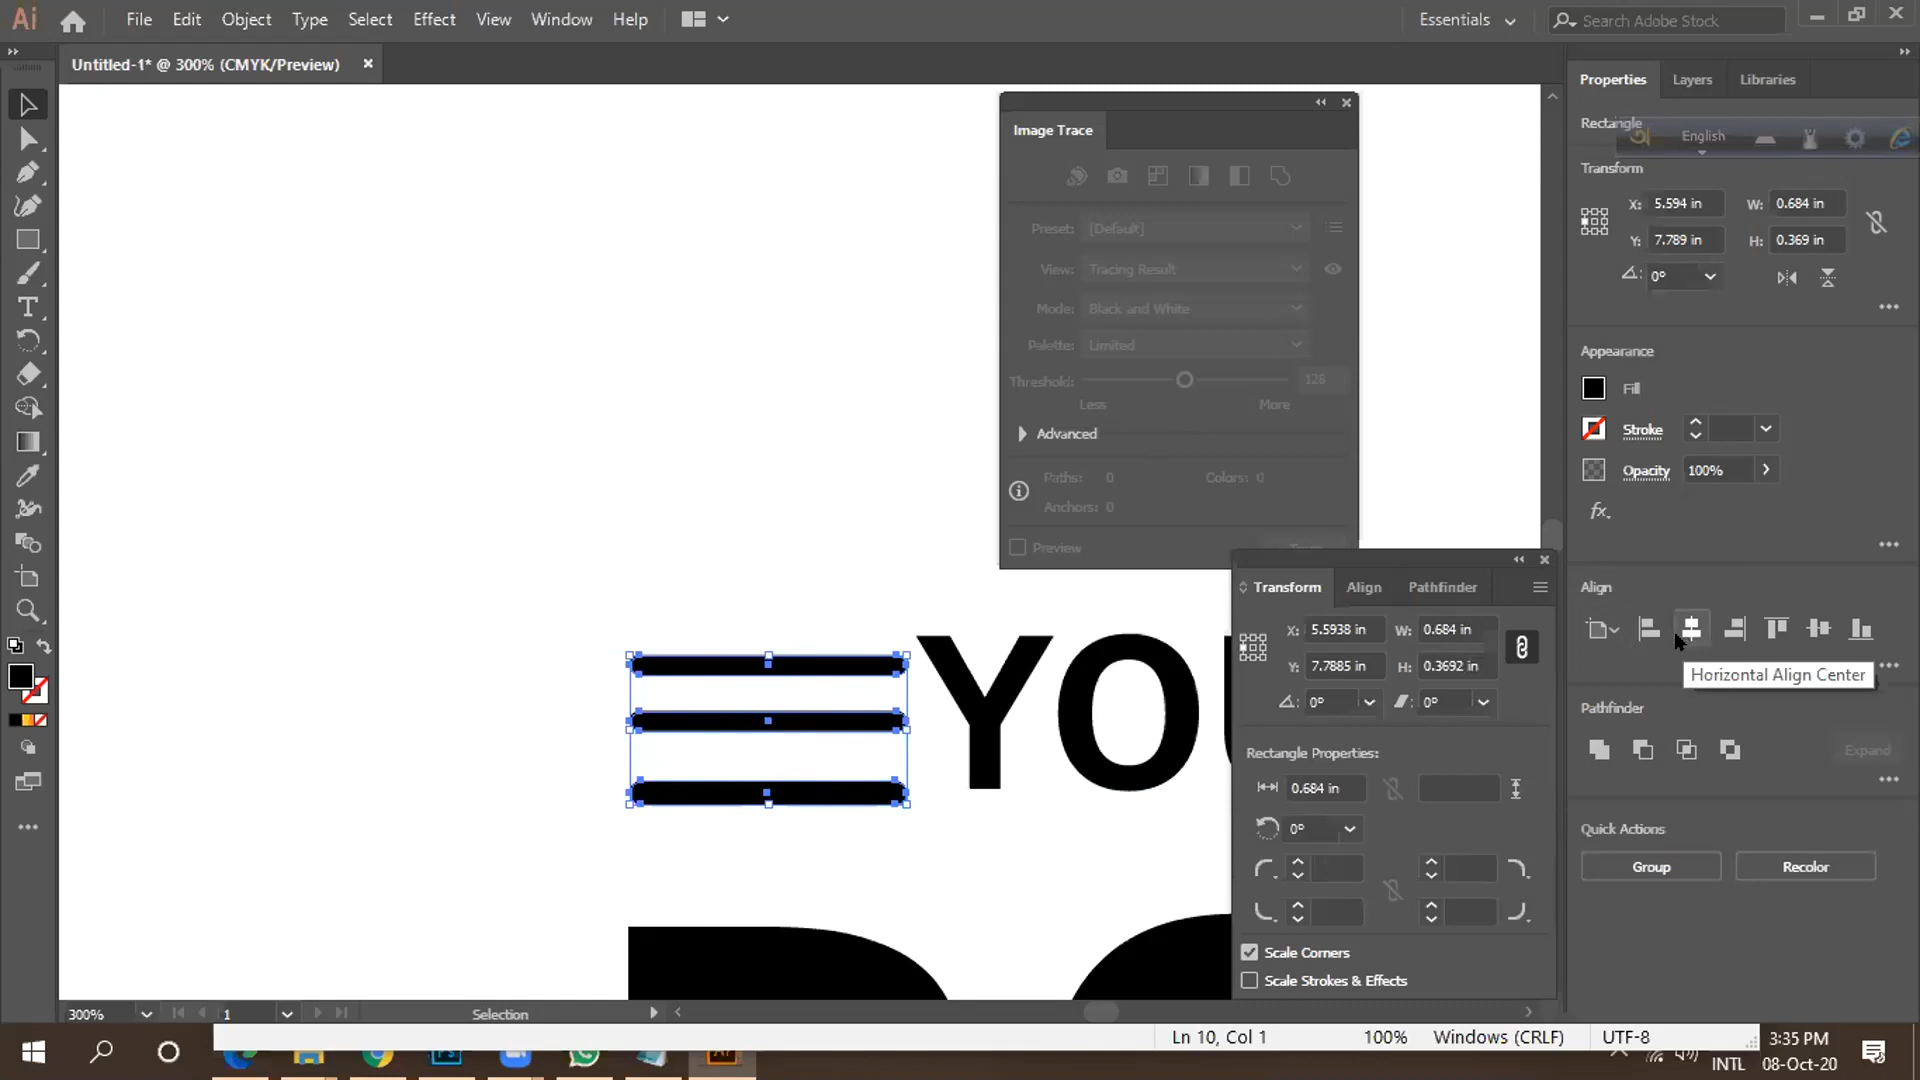 Ai File Edit Object Type Select Effect View Window Help Essentials Search Adobe Stock
Untitled-1* @ 300% (CMYK/Preview)
Properties Layers Libraries
Rectangle
English
Transform
X: 5.594 in W: 0.684 in
Y: 7.789 in H: 0.369 in
0°
Appearance
Fill
Stroke
Opacity 100%
fx.
Align
Horizontal Align Center
Pathfinder
Expand
Quick Actions
Group Recolor
Image Trace
Preset: [Default]
View: Tracing Result
Mode: Black and White
Palette: Limited
Threshold: 128
Less More
Advanced
Paths: 0 Colors: 0
Anchors: 0
Preview
Transform Align Pathfinder
X: 5.5938 in W: 0.684 in
Y: 7.7885 in H: 0.3692 in
0° 0°
Rectangle Properties:
0.684 in
0°
Scale Corners
Scale Strokes & Effects
YO
300% 1 Selection
Ln 10, Col 1 100% Windows (CRLF) UTF-8
3:35 PM
INTL 08-Oct-20